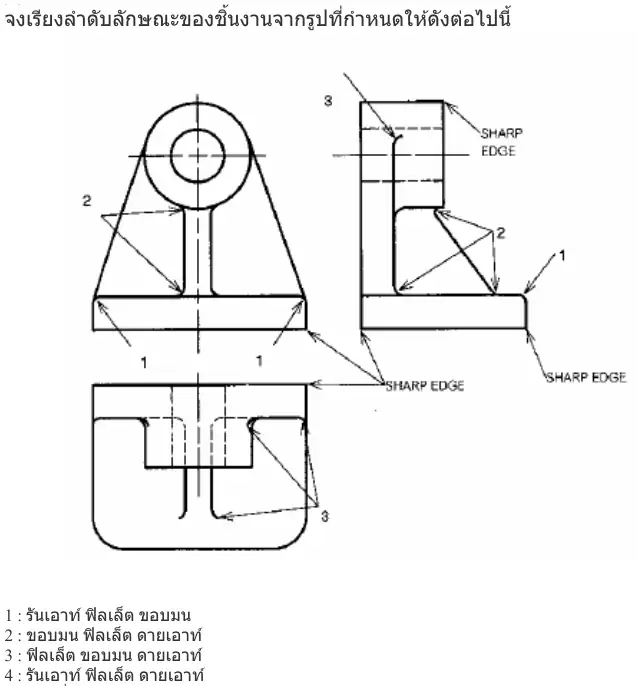 จงเรียงลำดับลักษณะของชิ้นงานจากรูปที่กำหนดให้ดังต่อไปนี้
3
SHARP
EDGE
2
2
1
1
1
SHARP EDGE
SHARP EDGE
3
1 : รันเอาท์ ฟิลเล็ต ขอบมน
2 : ขอบมน ฟิลเล็ต ดายเอาท์
3 : ฟิลเล็ต ขอบมน ดายเอาท์
4 : รันเอาท์ ฟิลเล็ต ดายเอาท์